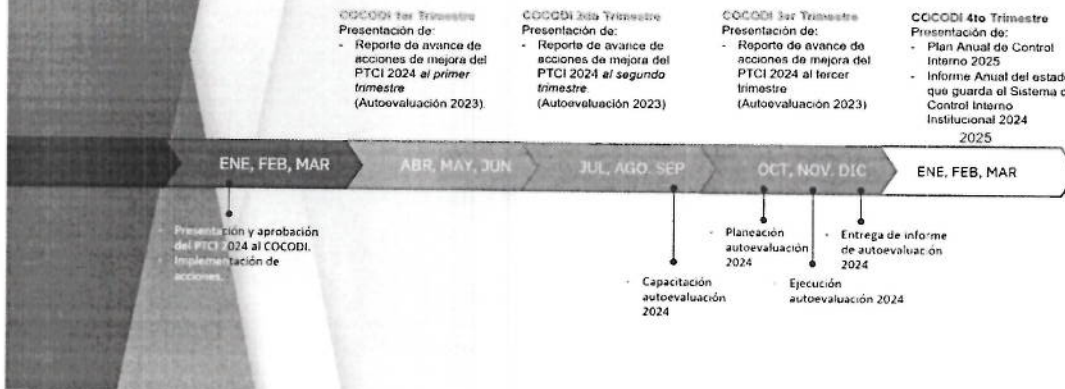 COCODI 1er Trimestre
Presentación de:
- Reporte de avance de
acciones de mejora del
PTCI 2024 al primer
trimestre
(Autoevaluación 2023)
COCODI 2do Trimestre
Presentación de:
- Reporte de avance de
acciones de mejora del
PTCI 2024 al segundo
trimestre
(Autoevaluación 2023)
COCODI 3er Trimestre
Presentación de:
- Reporte de avance de
acciones de mejora del
PTCI 2024 al tercer
trimestre
(Autoevaluación 2023)
COCODI 4to Trimestre
Presentación de:
- Plan Anual de Control
Interno 2025
- Informe Anual del estado
que guarda el Sistema de
Control Interno
Institucional 2024
2025
ENE, FEB, MAR
ABR, MAY, JUN
JUL, AGO. SEP
OCT, NOV. DIC
ENE, FEB, MAR
- Presentación y aprobación
del PTCI 2024 al COCODI.
- Implementación de
acciones.
- Capacitación
autoevaluación
2024
- Planeación
autoevaluación
2024
- Ejecución
autoevaluación 2024
- Entrega de informe
de autoevaluación
2024